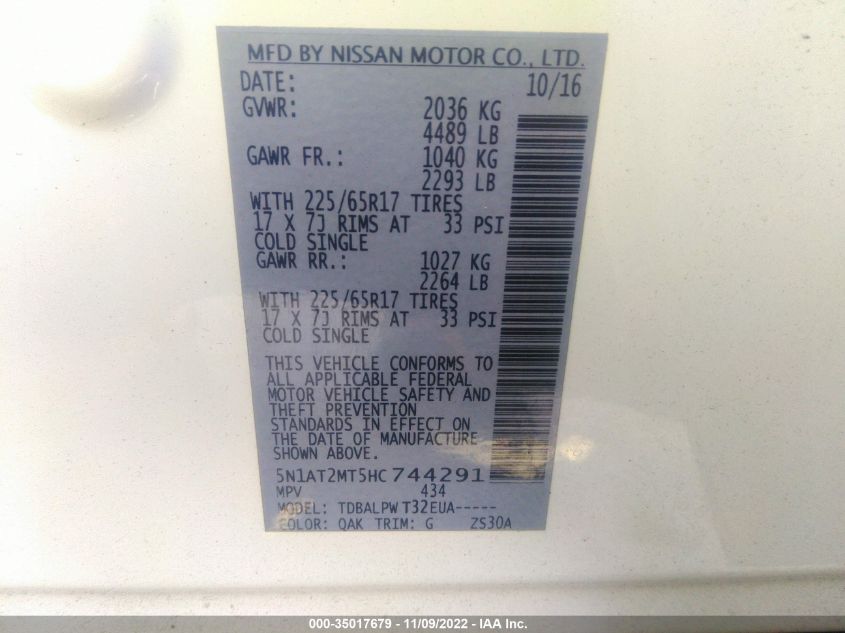 MFD BY NISSAN MOTOR CO., LTD.
DATE: 10/16
GVWR: 2036 KG
4489 LB
GAWR FR.: 1040 KG
2293 LB
WITH 225/65R17 TIRES
17 X 7J RIMS AT 33 PSI
COLD SINGLE
GAWR RR.: 1027 KG
2264 LB
WITH 225/65R17 TIRES
17 X 7J RIMS AT 33 PSI
COLD SINGLE
THIS VEHICLE CONFORMS TO
ALL APPLICABLE FEDERAL
MOTOR VEHICLE SAFETY AND
THEFT PREVENTION
STANDARDS IN EFFECT ON
THE DATE OF MANUFACTURE
SHOWN ABOVE.
5N1AT2MT5HC744291
MPV 434
MODEL: TDBALPW T32EUA-----
COLOR: QAK TRIM: G ZS30A
000-35017679 - 11/09/2022 - IAA Inc.